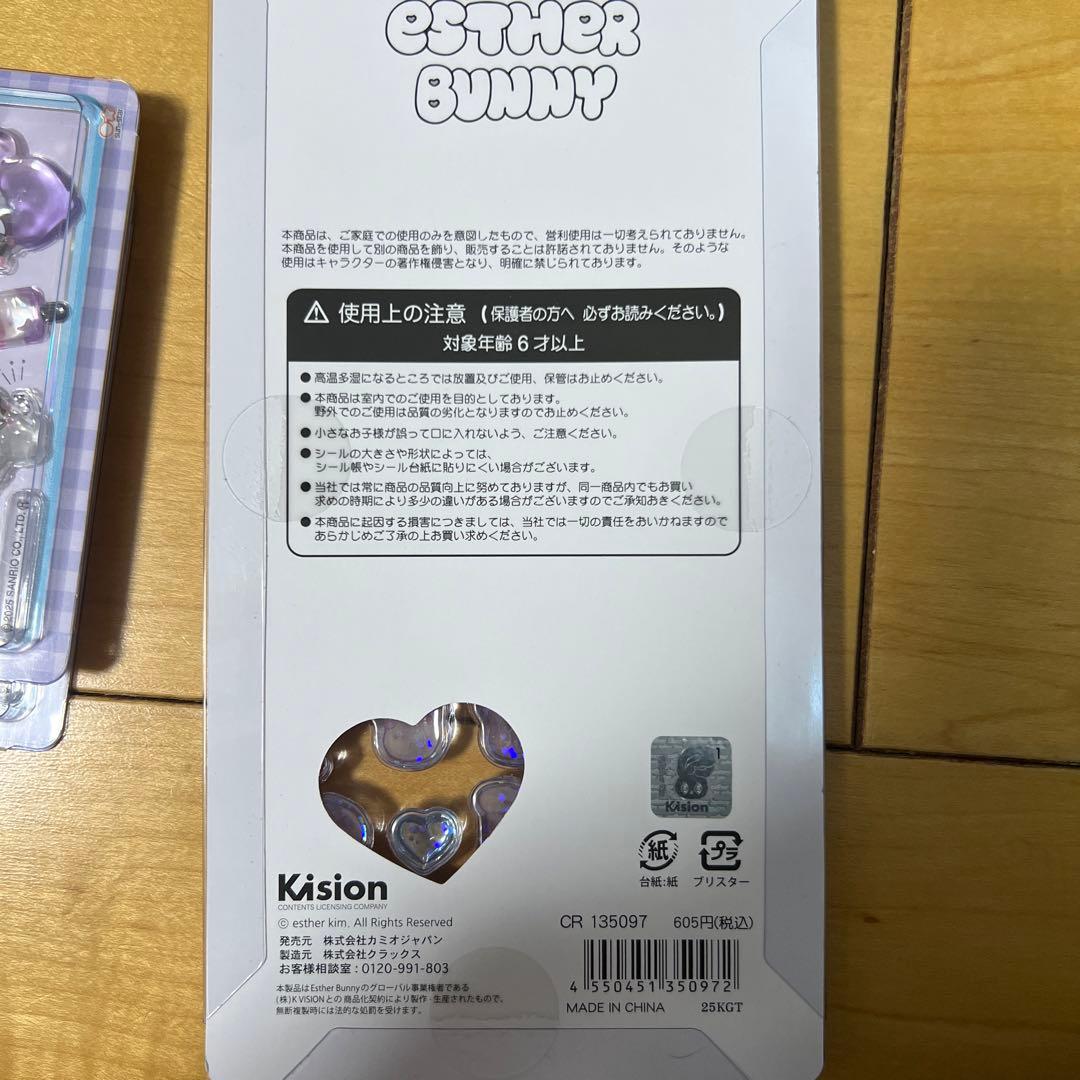 esTHeR
BUNNY
sun-star
本商品は、ご家庭での使用のみを意図したもので、営利使用は一切考えられておりません。
本商品を使用して別の商品を飾り、販売することは許諾されておりません。そのような
使用はキャラクターの著作権侵害となり、明確に禁じられております。
使用上の注意 (保護者の方へ 必ずお読みください。)
対象年齢6才以上
●高温多湿になるところでは放置及びご使用、保管はお止めください。
●本商品は室内でのご使用を目的としております。
野外でのご使用は品質の劣化となりますのでお止めください。
●小さなお子様が誤って口に入れないよう、ご注意ください。
●シールの大きさや形状によっては、
シール帳やシール台紙に貼りにくい場合がございます。
●当社では常に商品の品質向上に努めておりますが、同一商品内でもお買い
求めの時期により多少の違いがある場合がございますのでご承知おきください。
●本商品に起因する損害につきましては、当社では一切の責任をおいかねますので
あらかじめご了承の上お買い求めください。
© 2025 SANRIO CO., LTD.
1
Kision
紙
プラ
台紙:紙 ブリスター
Kision
CONTENTS LICENSING COMPANY
© esther kim. All Rights Reserved
発売元 株式会社カミオジャパン
製造元 株式会社クラックス
お客様相談室:0120-991-803
本製品はEsther Bunnyのグローバル事業権者である
(株)K VISIONとの商品化契約により製作·生産されたもので、
無断複製時には法的な処罰を受けます。
CR 135097 605円(税込)
4 550451 350972
MADE IN CHINA 25KGT